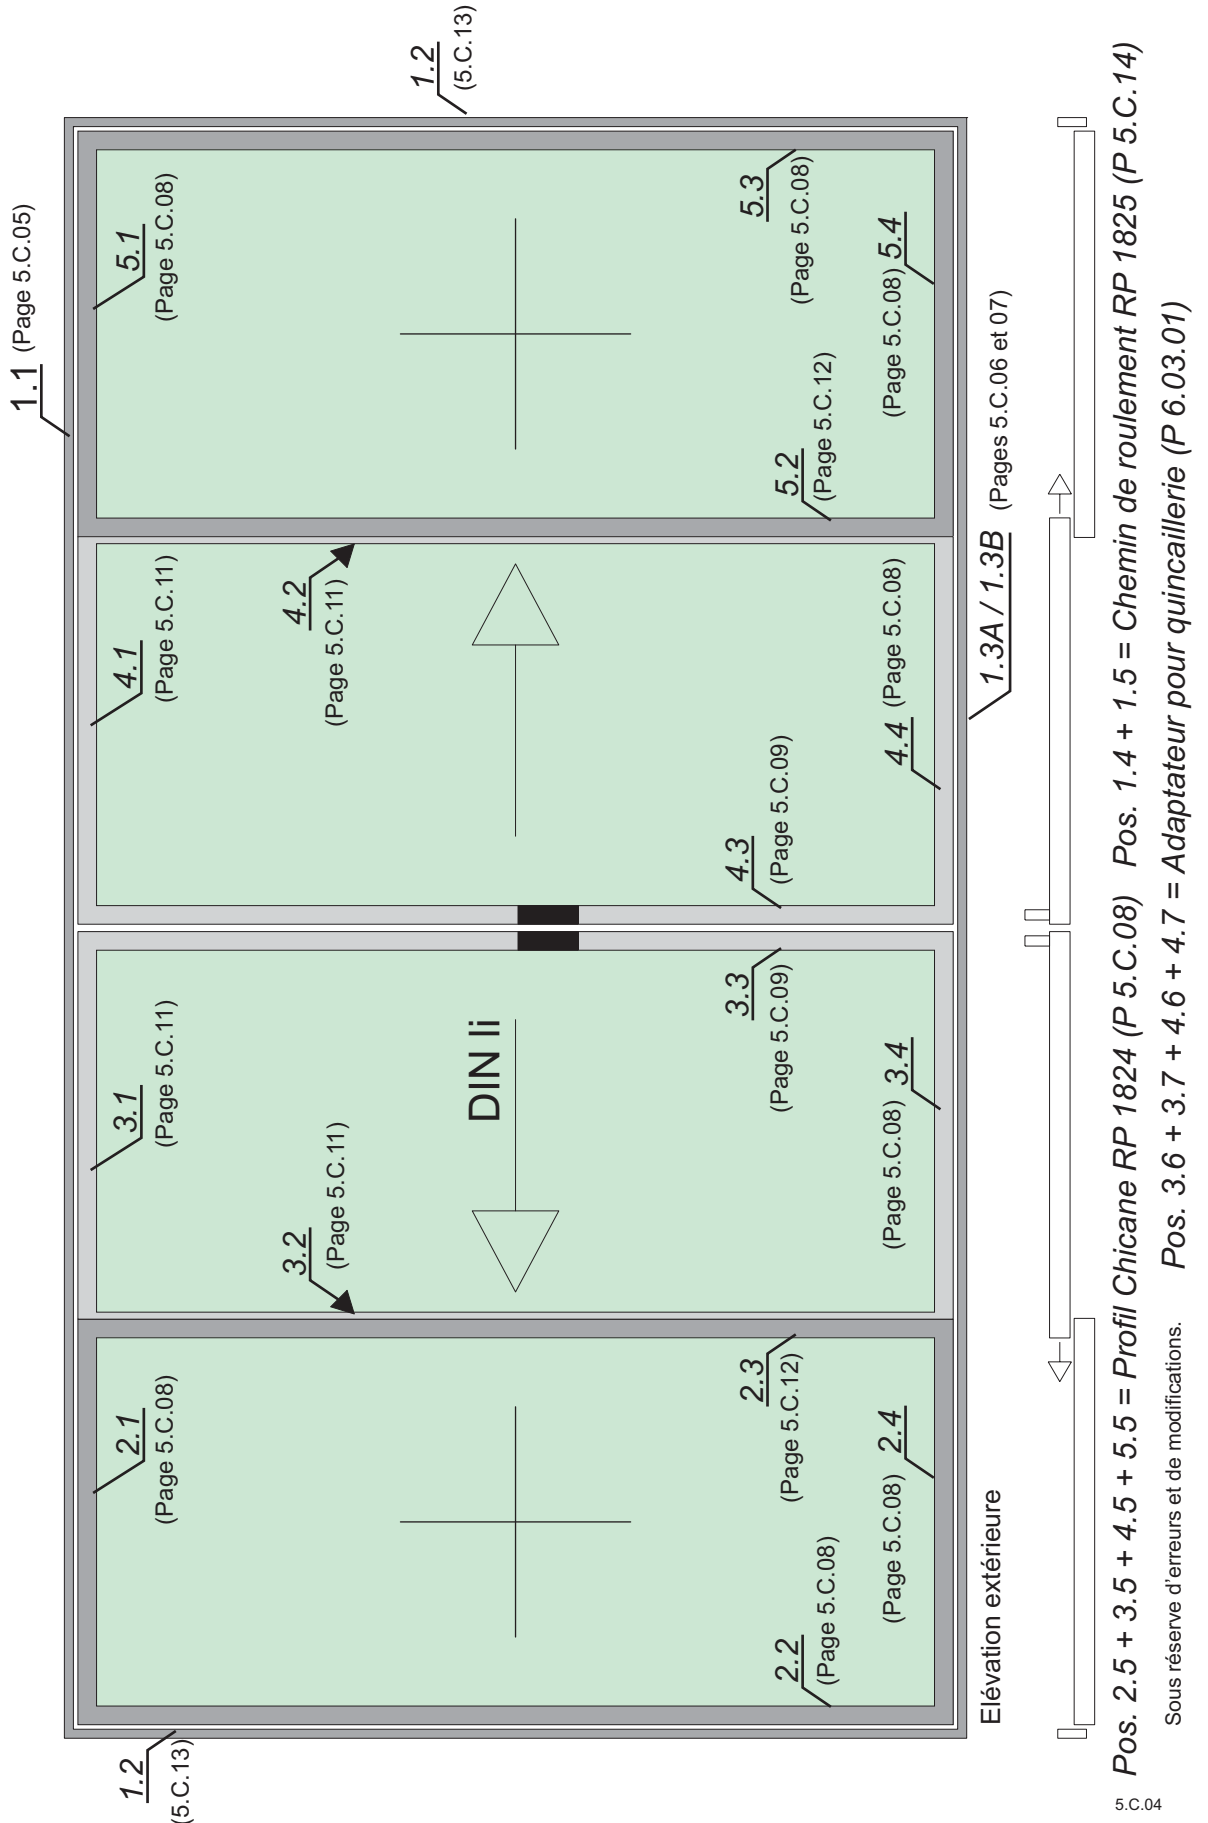 1.1 (Page 5.C.05)
1.2
(5.C.13)
1.2
(5.C.13)
2.1
(Page 5.C.08)
3.1
(Page 5.C.11)
4.1
(Page 5.C.11)
5.1
(Page 5.C.08)
3.2
(Page 5.C.11)
4.2
(Page 5.C.11)
DIN li
2.2
(Page 5.C.08)
2.3
(Page 5.C.12)
3.3
(Page 5.C.09)
4.3
(Page 5.C.09)
5.2
(Page 5.C.12)
5.3
(Page 5.C.08)
(Page 5.C.08) 2.4
(Page 5.C.08) 3.4
4.4 (Page 5.C.08)
(Page 5.C.08) 5.4
Elévation extérieure
1.3A / 1.3B (Pages 5.C.06 et 07)
Pos. 2.5 + 3.5 + 4.5 + 5.5 = Profil Chicane RP 1824 (P 5.C.08) Pos. 1.4 + 1.5 = Chemin de roulement RP 1825 (P 5.C.14)
Pos. 3.6 + 3.7 + 4.6 + 4.7 = Adaptateur pour quincaillerie (P 6.03.01)
Sous réserve d'erreurs et de modifications.
5.C.04